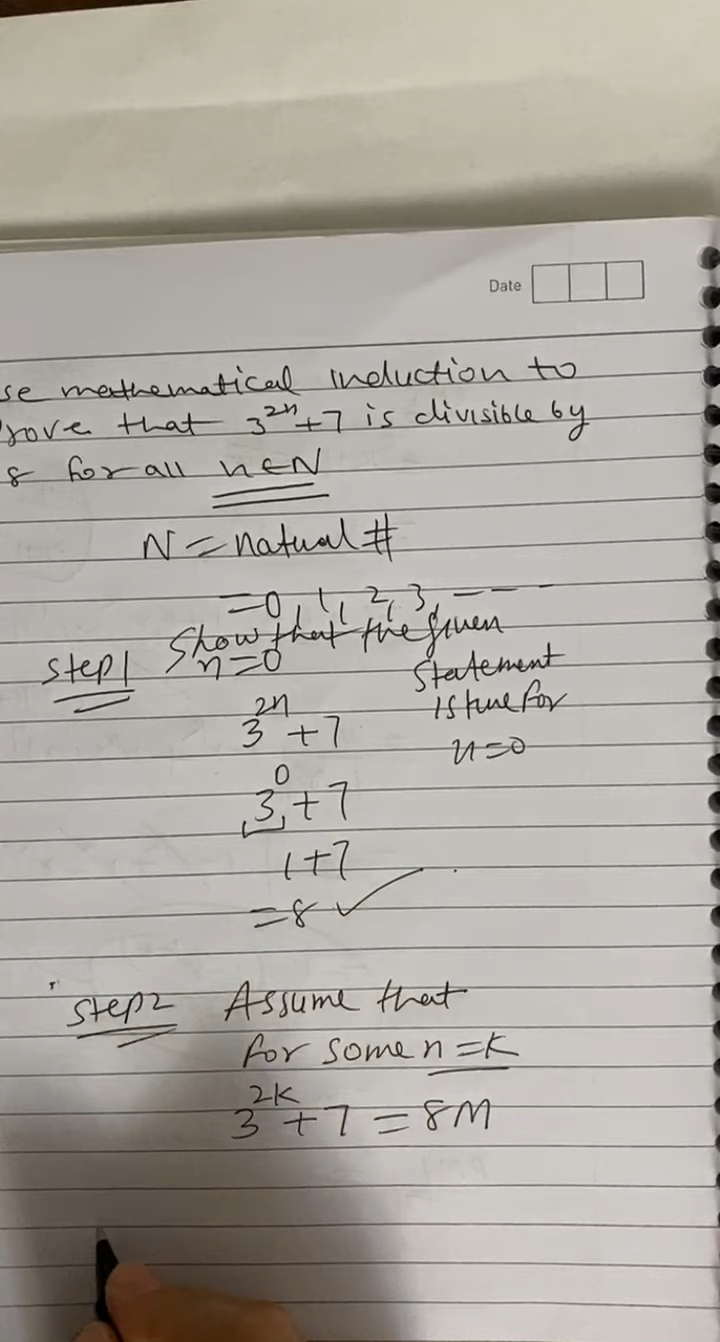 Date
se mathematical induction to
rove that 3^2n + 7 is divisible by
8 for all n ∈ N
N = natual #
= 0, 1, 2, 3, - - -
Step1 Show that the given
n = 0 Statement
is true for
3^2n + 7
n = 0
3^0 + 7
1 + 7
= 8 ✓
Step2 Assume that
for some n = K
3^2K + 7 = 8M